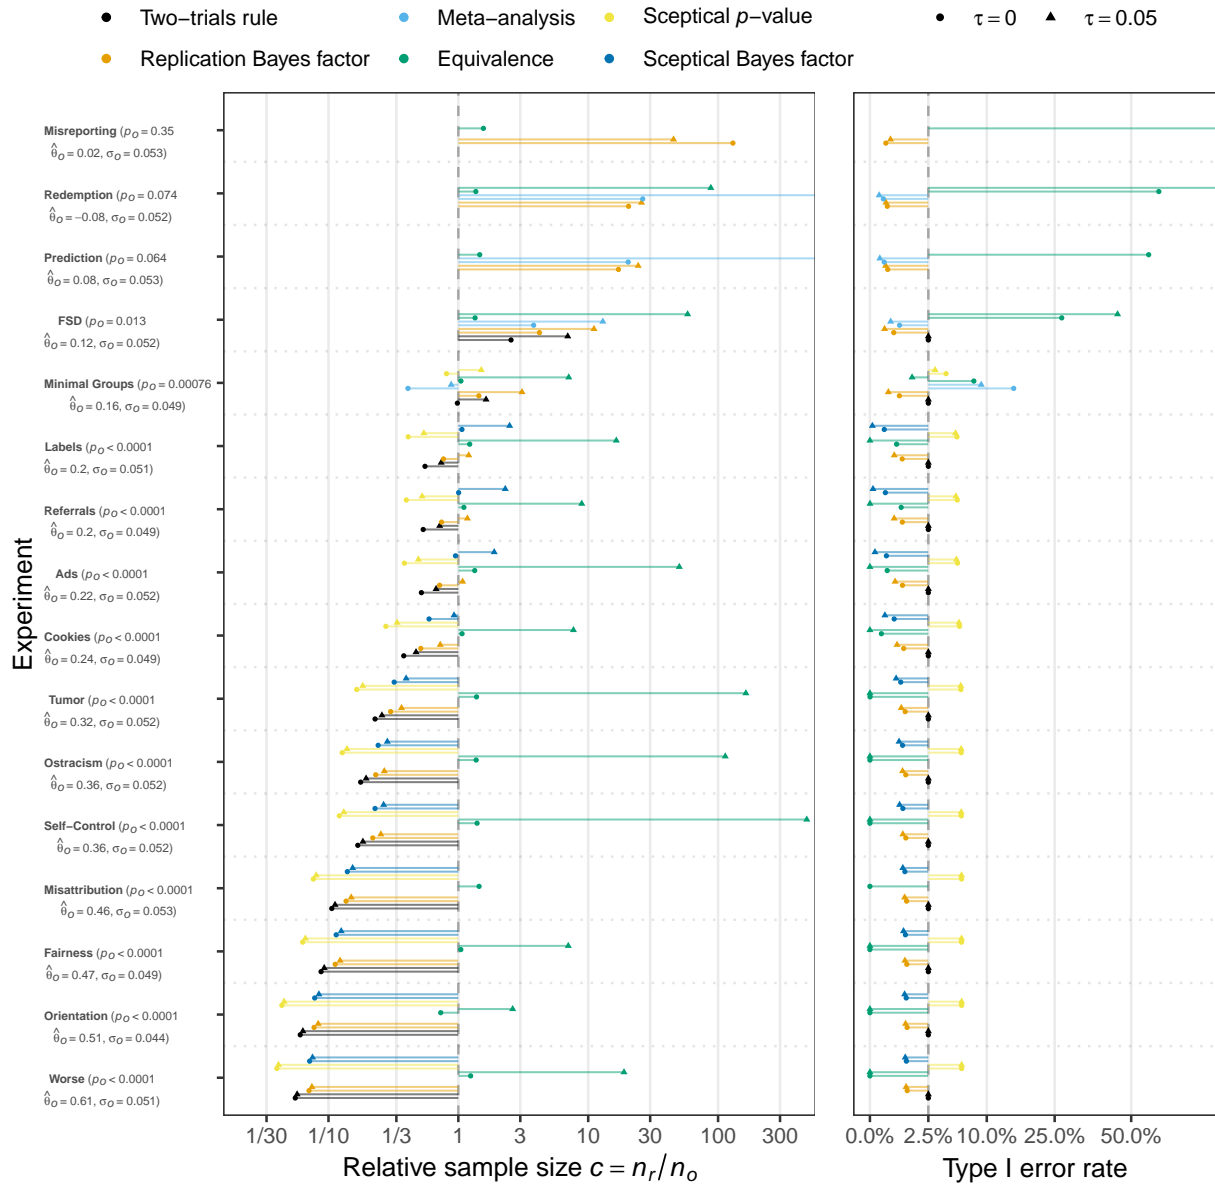 Two−trials rule
Meta−analysis
Sceptical p−value
τ = 0
τ = 0.05
Replication Bayes factor
Equivalence
Sceptical Bayes factor
Experiment
Misreporting (po = 0.35
θ̂o = 0.02, σo = 0.053)
Redemption (po = 0.074
θ̂o = −0.08, σo = 0.052)
Prediction (po = 0.064
θ̂o = 0.08, σo = 0.053)
FSD (po = 0.013
θ̂o = 0.12, σo = 0.052)
Minimal Groups (po = 0.00076
θ̂o = 0.16, σo = 0.049)
Labels (po < 0.0001
θ̂o = 0.2, σo = 0.051)
Referrals (po < 0.0001
θ̂o = 0.2, σo = 0.049)
Ads (po < 0.0001
θ̂o = 0.22, σo = 0.052)
Cookies (po < 0.0001
θ̂o = 0.24, σo = 0.049)
Tumor (po < 0.0001
θ̂o = 0.32, σo = 0.052)
Ostracism (po < 0.0001
θ̂o = 0.36, σo = 0.052)
Self−Control (po < 0.0001
θ̂o = 0.36, σo = 0.052)
Misattribution (po < 0.0001
θ̂o = 0.46, σo = 0.053)
Fairness (po < 0.0001
θ̂o = 0.47, σo = 0.049)
Orientation (po < 0.0001
θ̂o = 0.51, σo = 0.044)
Worse (po < 0.0001
θ̂o = 0.61, σo = 0.051)
1/30 1/10 1/3 1 3 10 30 100 300
Relative sample size c = nr/no
0.0% 2.5% 10.0% 25.0% 50.0%
Type I error rate